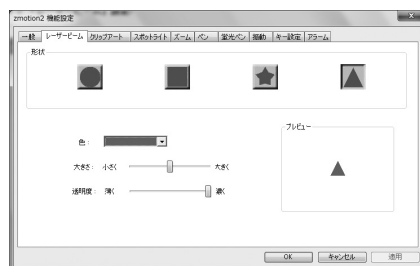 zmotion2 機能設定
一般 レーザービーム クリップアート スポットライト ズーム ペン 蛍光ペン 振動 キー設定 アラーム
形状
プレビュー
色:
大きさ: 小さく 大きく
透明度: 薄く 濃く
OK キャンセル 適用